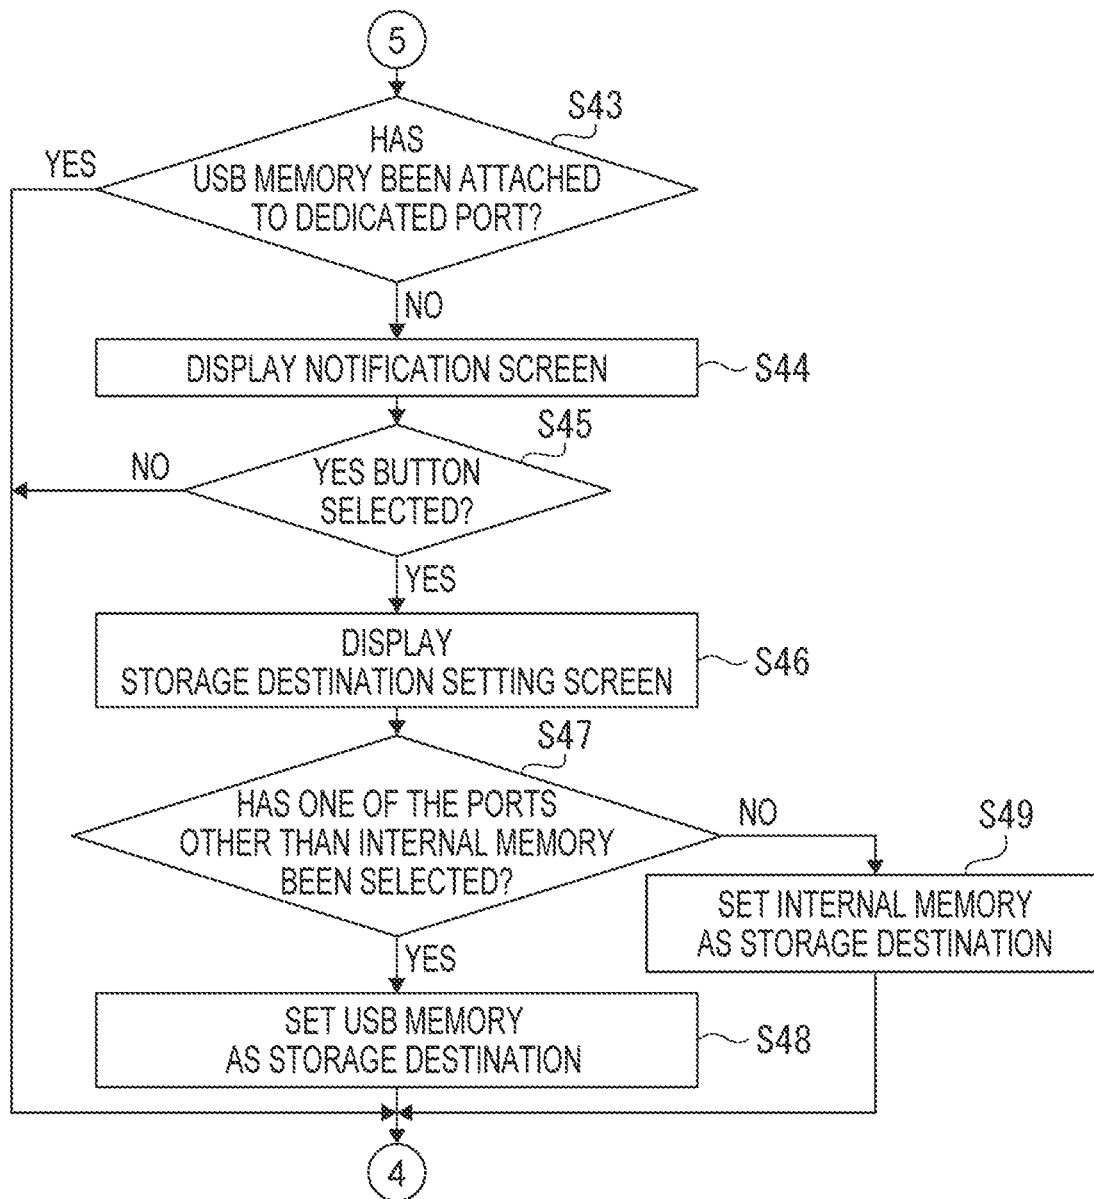 5
S43
HAS
YES
USB MEMORY BEEN ATTACHED
TO DEDICATED PORT?
NO
DISPLAY NOTIFICATION SCREEN
S44
S45
NO
YES BUTTON
SELECTED?
YES
DISPLAY
STORAGE DESTINATION SETTING SCREEN
S46
S47
HAS ONE OF THE PORTS
OTHER THAN INTERNAL MEMORY
BEEN SELECTED?
NO
S49
SET INTERNAL MEMORY
AS STORAGE DESTINATION
YES
SET USB MEMORY
AS STORAGE DESTINATION
S48
4